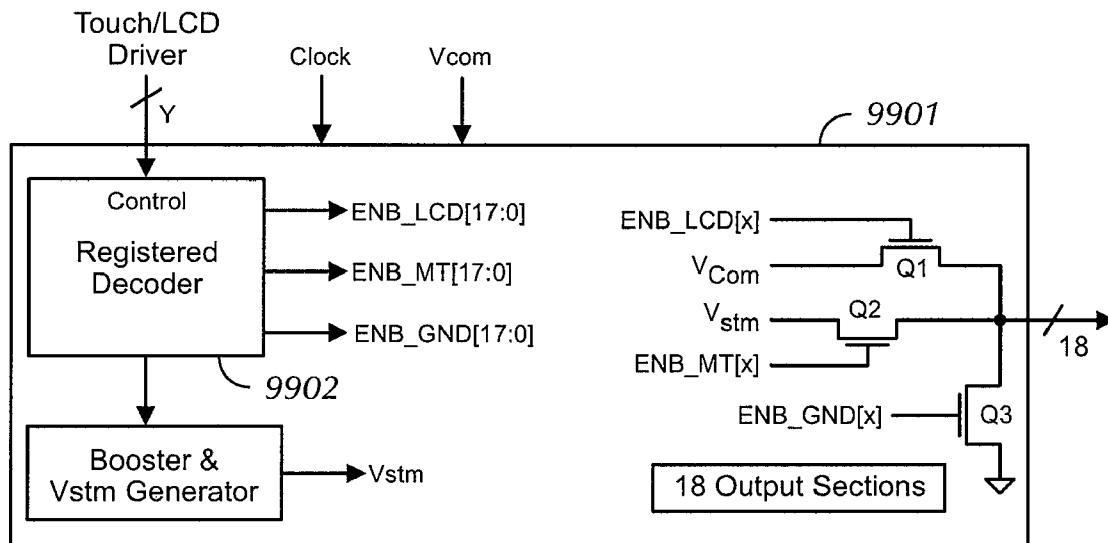 Touch/LCD
Driver
Y
Clock
Vcom
9901
Control
Registered
Decoder
ENB_LCD[17:0]
ENB_MT[17:0]
ENB_GND[17:0]
9902
Booster &
Vstm Generator
Vstm
ENB_LCD[x]
VCom
Q1
Vstm
Q2
ENB_MT[x]
18
ENB_GND[x]
Q3
18 Output Sections